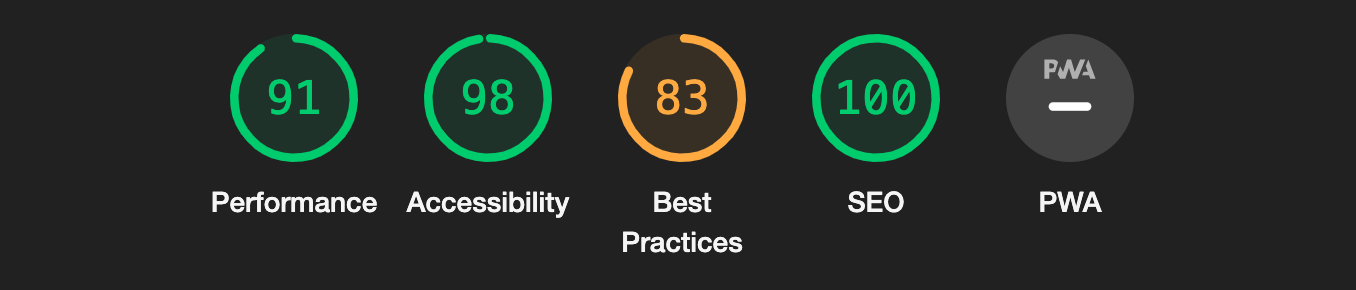 91
98
83
100
PWA
Performance
Accessibility
Best
Practices
SEO
PWA